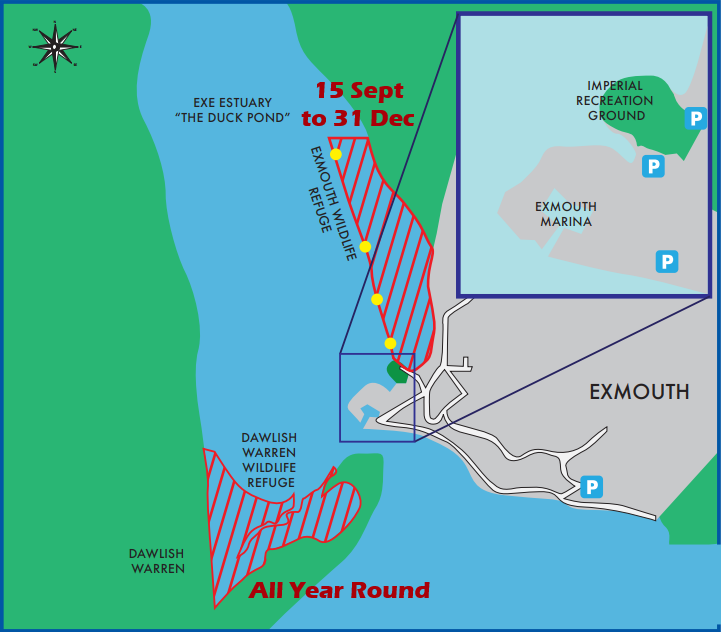 EXE ESTUARY
“THE DUCK POND”
15 Sept
to 31 Dec
EXMOUTH WILDLIFE
REFUGE
IMPERIAL
RECREATION
GROUND
P
P
EXMOUTH
MARINA
P
EXMOUTH
DAWLISH
WARREN
WILDLIFE
REFUGE
P
DAWLISH
WARREN
All Year Round